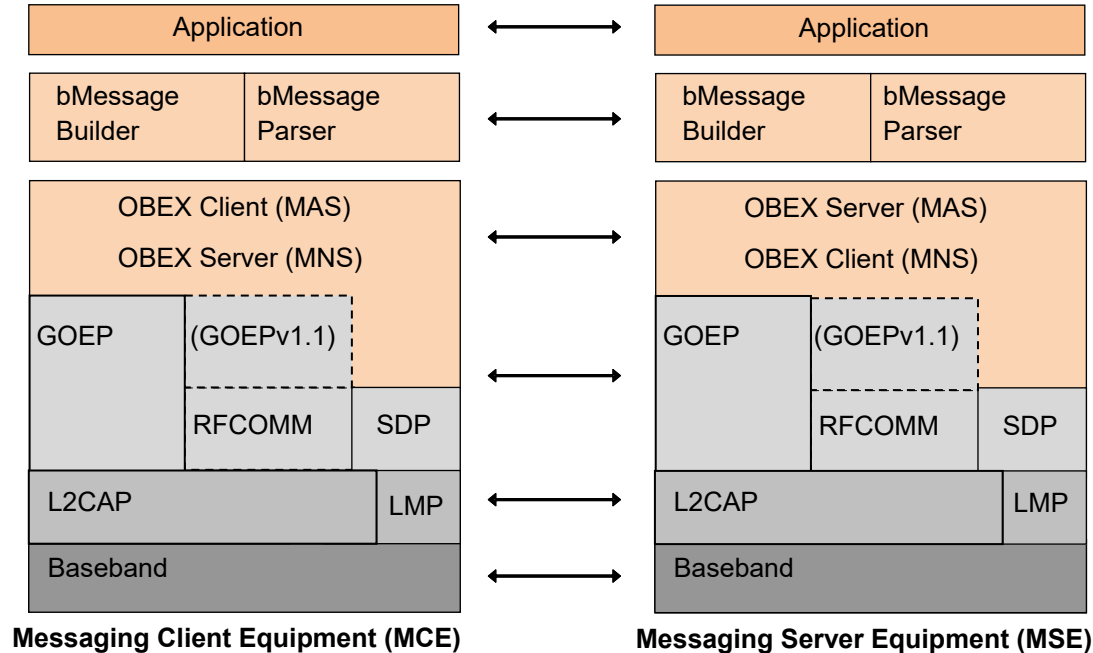 Application
Application
bMessage Builder
bMessage Parser
bMessage Builder
bMessage Parser
OBEX Client (MAS)
OBEX Server (MNS)
OBEX Server (MAS)
OBEX Client (MNS)
GOEP
(GOEPv1.1)
GOEP
(GOEPv1.1)
RFCOMM
SDP
RFCOMM
SDP
L2CAP
LMP
L2CAP
LMP
Baseband
Baseband
Messaging Client Equipment (MCE)
Messaging Server Equipment (MSE)